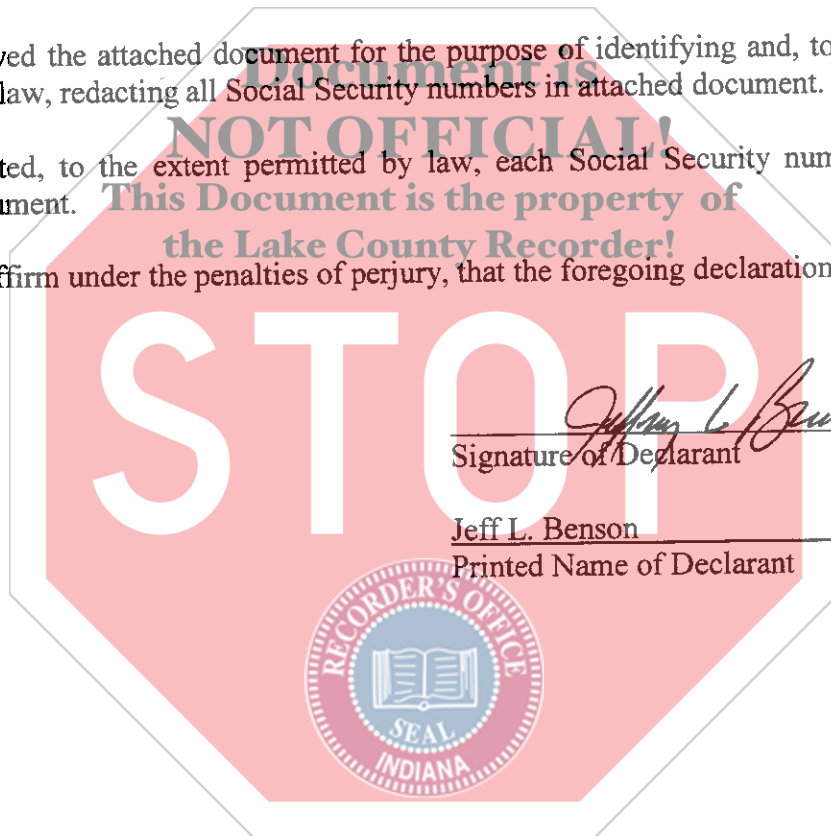 ved the attached document for the purpose of identifying and, to
Document is
law, redacting all Social Security numbers in attached document.
NOT OFFICIAL!
ted, to the extent permitted by law, each Social Security num
ument.
This Document is the property of
the Lake County Recorder!
ffirm under the penalties of perjury, that the foregoing declaration
STOP
Signature of Declarant
Jeff L. Benson
Printed Name of Declarant
RECORDER'S OFFICE
SEAL
INDIANA